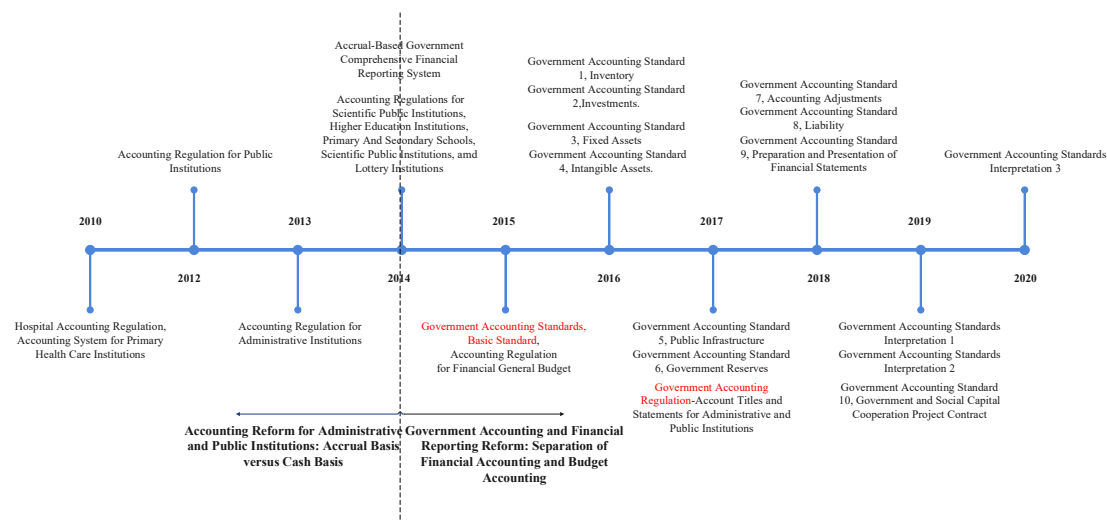 Accrual-Based Government
Comprehensive Financial
Reporting System
Accounting Regulations for
Scientific Public Institutions,
Higher Education Institutions,
Primary And Secondary Schools,
Scientific Public Institutions, amd
Lottery Institutions
Government Accounting Standard
1, Inventory
Government Accounting Standard
2,Investments.
Government Accounting Standard
3, Fixed Assets
Government Accounting Standard
4, Intangible Assets.
Government Accounting Standard
7, Accounting Adjustments
Government Accounting Standard
8, Liability
Government Accounting Standard
9, Preparation and Presentation of
Financial Statements
Accounting Regulation for Public
Institutions
Government Accounting Standards
Interpretation 3
2010
2013
2015
2017
2019
2012
2014
2016
2018
2020
Hospital Accounting Regulation,
Accounting System for Primary
Health Care Institutions
Accounting Regulation for
Administrative Institutions
Government Accounting Standards,
Basic Standard,
Accounting Regulation
for Financial General Budget
Government Accounting Standard
5, Public Infrastructure
Government Accounting Standard
6, Government Reserves
Government Accounting
Regulation-Account Titles and
Statements for Administrative and
Public Institutions
Government Accounting Standards
Interpretation 1
Government Accounting Standards
Interpretation 2
Government Accounting Standard
10, Government and Social Capital
Cooperation Project Contract
Accounting Reform for Administrative
and Public Institutions: Accrual Basis
versus Cash Basis
Government Accounting and Financial
Reporting Reform: Separation of
Financial Accounting and Budget
Accounting